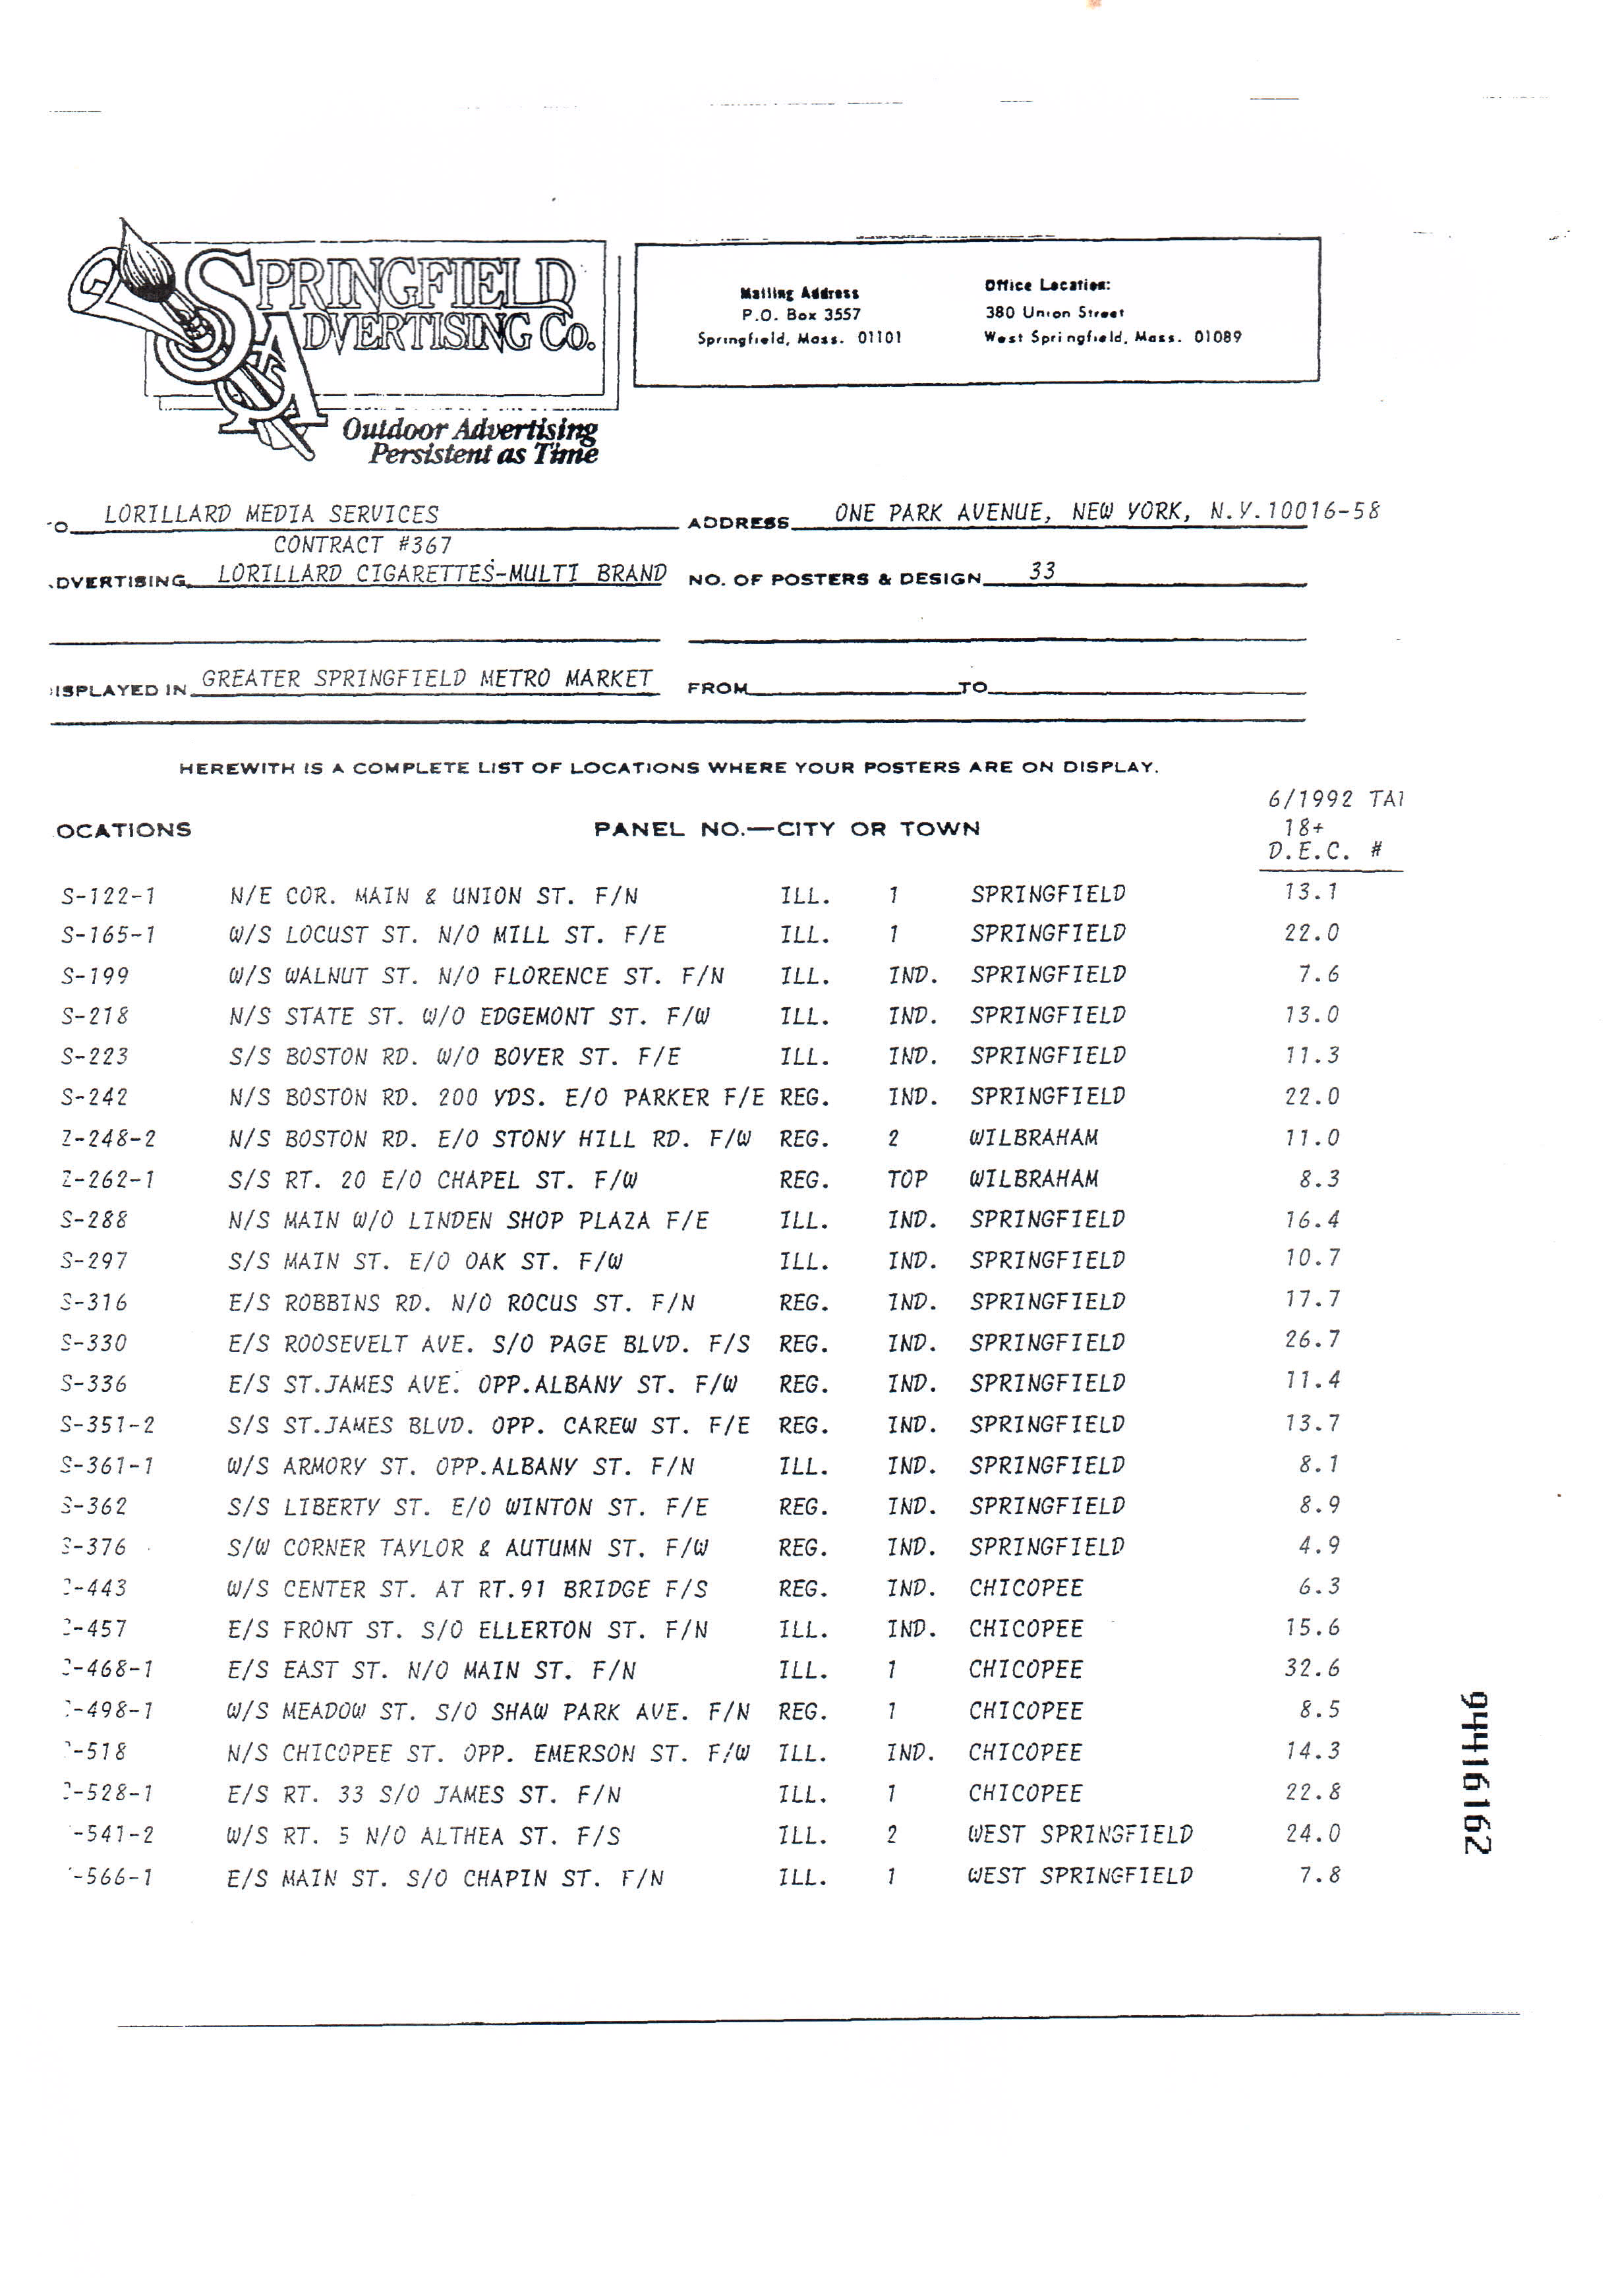 SPRINGFIELD
ADVERTISING CO.
Outdoor Advertising
Persistent as Time
Mailing Address
P.O. Box 3557
Springfield, Mass. 01101
Office Location:
380 Union Street
West Springfield, Mass. 01089
O LORILLARD MEDIA SERVICES ADDRESS ONE PARK AVENUE, NEW YORK, N.Y.10016-58
CONTRACT #367
DVERTISING LORILLARD CIGARETTES-MULTI BRAND NO. OF POSTERS & DESIGN 33
ISPLAYED IN GREATER SPRINGFIELD METRO MARKET FROM TO
HEREWITH IS A COMPLETE LIST OF LOCATIONS WHERE YOUR POSTERS ARE ON DISPLAY.
6/1992 TA
OCATIONS PANEL NO.—CITY OR TOWN 18+
D.E.C. #
S-122-1 N/E COR. MAIN & UNION ST. F/N ILL. 1 SPRINGFIELD 13.1
S-165-1 W/S LOCUST ST. N/O MILL ST. F/E ILL. 1 SPRINGFIELD 22.0
S-199 W/S WALNUT ST. N/O FLORENCE ST. F/N ILL. IND. SPRINGFIELD 7.6
S-218 N/S STATE ST. W/O EDGEMONT ST. F/W ILL. IND. SPRINGFIELD 13.0
S-223 S/S BOSTON RD. W/O BOYER ST. F/E ILL. IND. SPRINGFIELD 11.3
S-242 N/S BOSTON RD. 200 YDS. E/O PARKER F/E REG. IND. SPRINGFIELD 22.0
Z-248-2 N/S BOSTON RD. E/O STONY HILL RD. F/W REG. 2 WILBRAHAM 11.0
Z-262-1 S/S RT. 20 E/O CHAPEL ST. F/W REG. TOP WILBRAHAM 8.3
S-288 N/S MAIN W/O LINDEN SHOP PLAZA F/E ILL. IND. SPRINGFIELD 16.4
S-297 S/S MAIN ST. E/O OAK ST. F/W ILL. IND. SPRINGFIELD 10.7
S-316 E/S ROBBINS RD. N/O ROCUS ST. F/N REG. IND. SPRINGFIELD 17.7
S-330 E/S ROOSEVELT AVE. S/O PAGE BLVD. F/S REG. IND. SPRINGFIELD 26.7
S-336 E/S ST.JAMES AVE. OPP.ALBANY ST. F/W REG. IND. SPRINGFIELD 11.4
S-351-2 S/S ST.JAMES BLVD. OPP. CAREW ST. F/E REG. IND. SPRINGFIELD 13.7
S-361-1 W/S ARMORY ST. OPP.ALBANY ST. F/N ILL. IND. SPRINGFIELD 8.1
S-362 S/S LIBERTY ST. E/O WINTON ST. F/E REG. IND. SPRINGFIELD 8.9
S-376 S/W CORNER TAYLOR & AUTUMN ST. F/W REG. IND. SPRINGFIELD 4.9
-443 W/S CENTER ST. AT RT.91 BRIDGE F/S REG. IND. CHICOPEE 6.3
-457 E/S FRONT ST. S/O ELLERTON ST. F/N ILL. IND. CHICOPEE 15.6
-468-1 E/S EAST ST. N/O MAIN ST. F/N ILL. 1 CHICOPEE 32.6
-498-1 W/S MEADOW ST. S/O SHAW PARK AVE. F/N REG. 1 CHICOPEE 8.5
-518 N/S CHICOPEE ST. OPP. EMERSON ST. F/W ILL. IND. CHICOPEE 14.3
-528-1 E/S RT. 33 S/O JAMES ST. F/N ILL. 1 CHICOPEE 22.8
-541-2 W/S RT. 5 N/O ALTHEA ST. F/S ILL. 2 WEST SPRINGFIELD 24.0
-566-1 E/S MAIN ST. S/O CHAPIN ST. F/N ILL. 1 WEST SPRINGFIELD 7.8
94416162